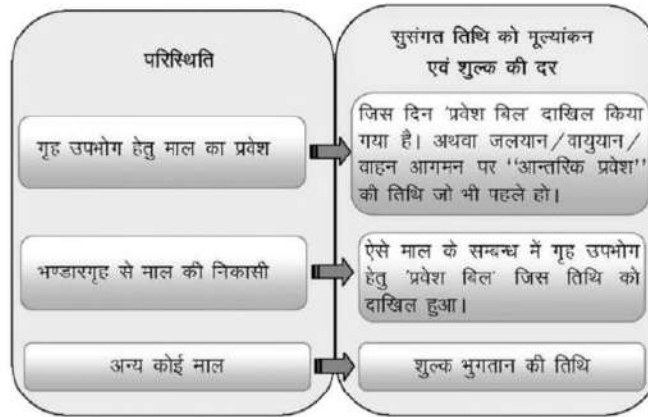 परिस्थिति
सुसंगत तिथि को मूल्यांकन
एवं शुल्क की दर
गृह उपभोग हेतु माल का प्रवेश
जिस दिन 'प्रवेश बिल' दाखिल किया
गया है। अथवा जलयान/वायुयान/
वाहन आगमन पर "आन्तरिक प्रवेश"
की तिथि जो भी पहले हो।
भण्डारगृह से माल की निकासी
ऐसे माल के सम्बन्ध में गृह उपभोग
हेतु 'प्रवेश बिल' जिस तिथि को
दाखिल हुआ।
अन्य कोई माल
शुल्क भुगतान की तिथि